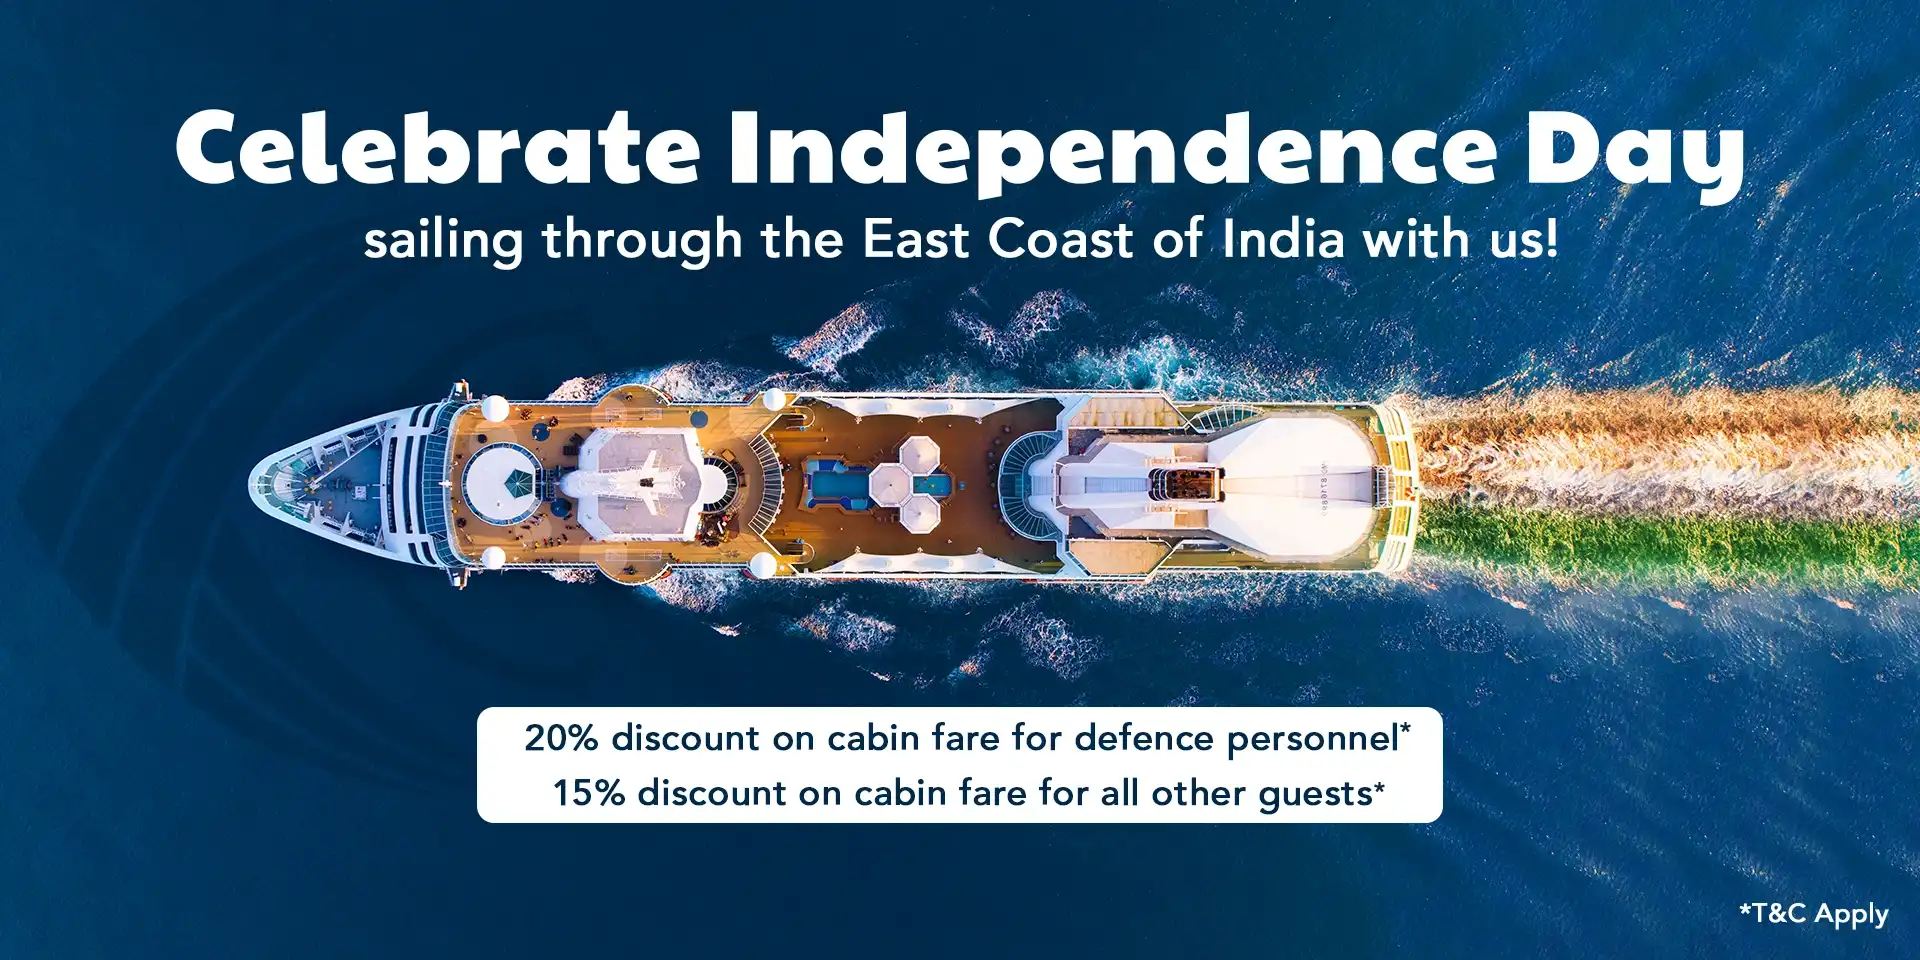 Celebrate Independence Day
sailing through the East Coast of India with us!
20% discount on cabin fare for defence personnel*
15% discount on cabin fare for all other guests*
*T&C Apply